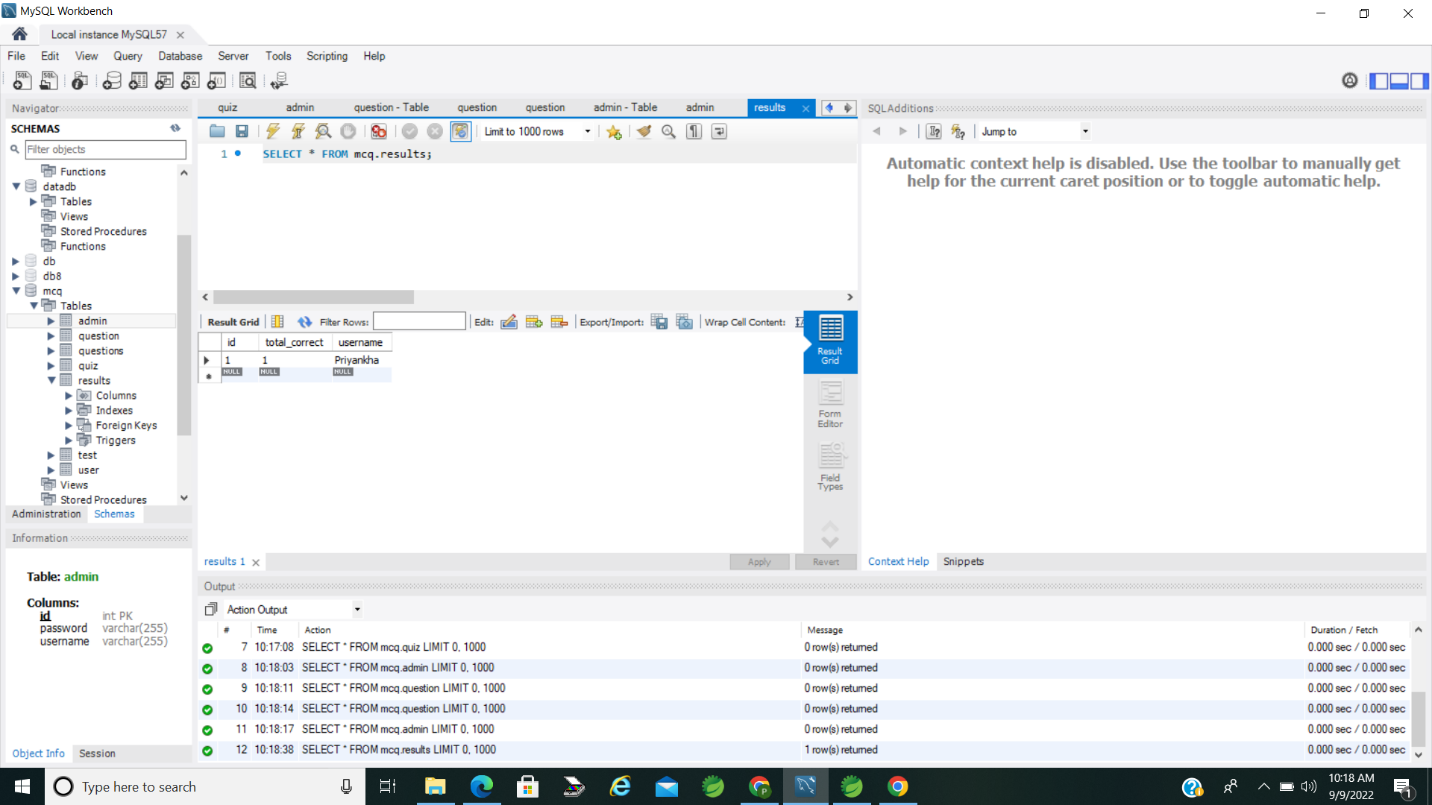 MySQL Workbench
Local instance MySQL57
File Edit View Query Database Server Tools Scripting Help
Navigator
SCHEMAS
Filter objects
Functions
datadb
Tables
Views
Stored Procedures
Functions
db
db8
mcq
Tables
admin
question
questions
quiz
results
Columns
Indexes
Foreign Keys
Triggers
test
user
Views
Stored Procedures
Administration Schemas
Information
Table: admin
Columns:
id int PK
password varchar(255)
username varchar(255)
Object Info Session
quiz admin question - Table question question admin - Table admin results
Limit to 1000 rows
1 SELECT * FROM mcq.results;
Result Grid Filter Rows: Edit: Export/Import: Wrap Cell Content:
id total_correct username
1 1 Priyankha
NULL NULL NULL
Result
Grid
Form
Editor
Field
Types
results 1 Apply Revert
SQLAdditions
Jump to
Automatic context help is disabled. Use the toolbar to manually get
help for the current caret position or to toggle automatic help.
Context Help Snippets
Output
Action Output
# Time Action Message Duration / Fetch
7 10:17:08 SELECT * FROM mcq.quiz LIMIT 0, 1000 0 row(s) returned 0.000 sec / 0.000 sec
8 10:18:03 SELECT * FROM mcq.admin LIMIT 0, 1000 0 row(s) returned 0.000 sec / 0.000 sec
9 10:18:11 SELECT * FROM mcq.question LIMIT 0, 1000 0 row(s) returned 0.000 sec / 0.000 sec
10 10:18:14 SELECT * FROM mcq.question LIMIT 0, 1000 0 row(s) returned 0.000 sec / 0.000 sec
11 10:18:17 SELECT * FROM mcq.admin LIMIT 0, 1000 0 row(s) returned 0.000 sec / 0.000 sec
12 10:18:38 SELECT * FROM mcq.results LIMIT 0, 1000 1 row(s) returned 0.000 sec / 0.000 sec
Type here to search
10:18 AM
9/9/2022
1